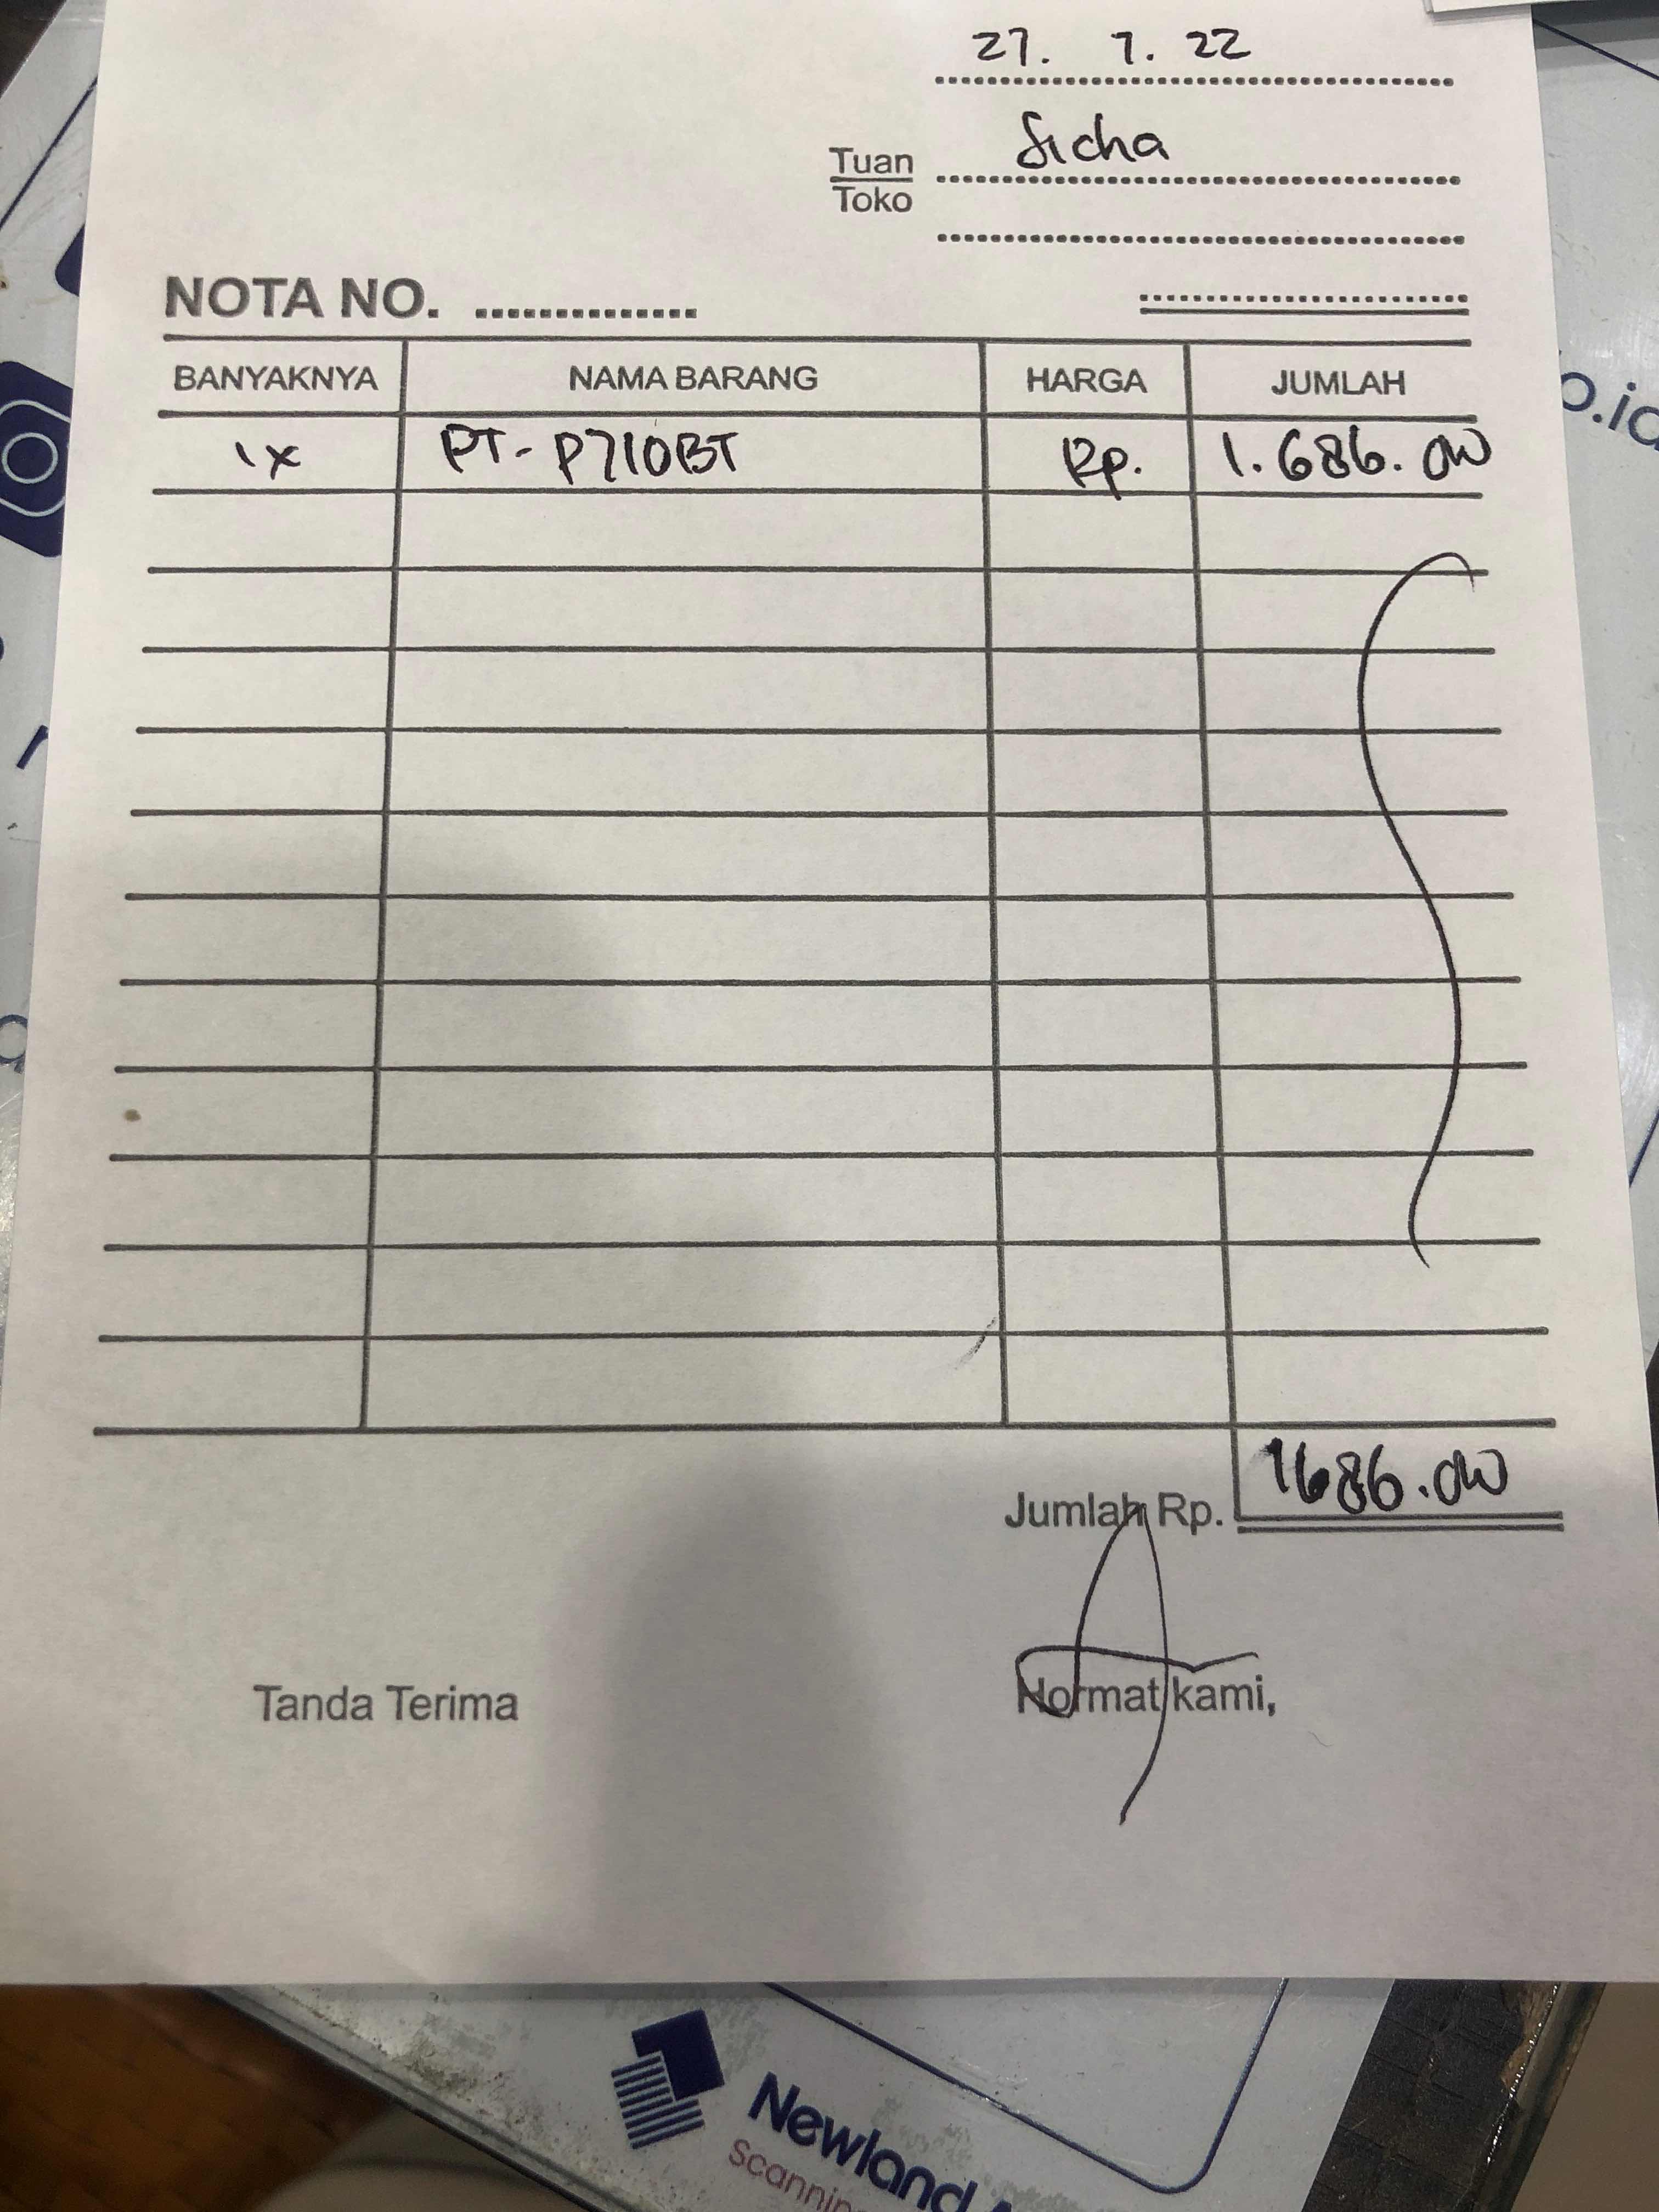 27. 7. 22
Tuan Sicha
Toko
NOTA NO.
BANYAKNYA NAMA BARANG HARGA JUMLAH
1x PT-P710BT Rp. 1.686.000
Jumlah Rp. 1686.000
Tanda Terima Hormat kami,
Newland
Scanning